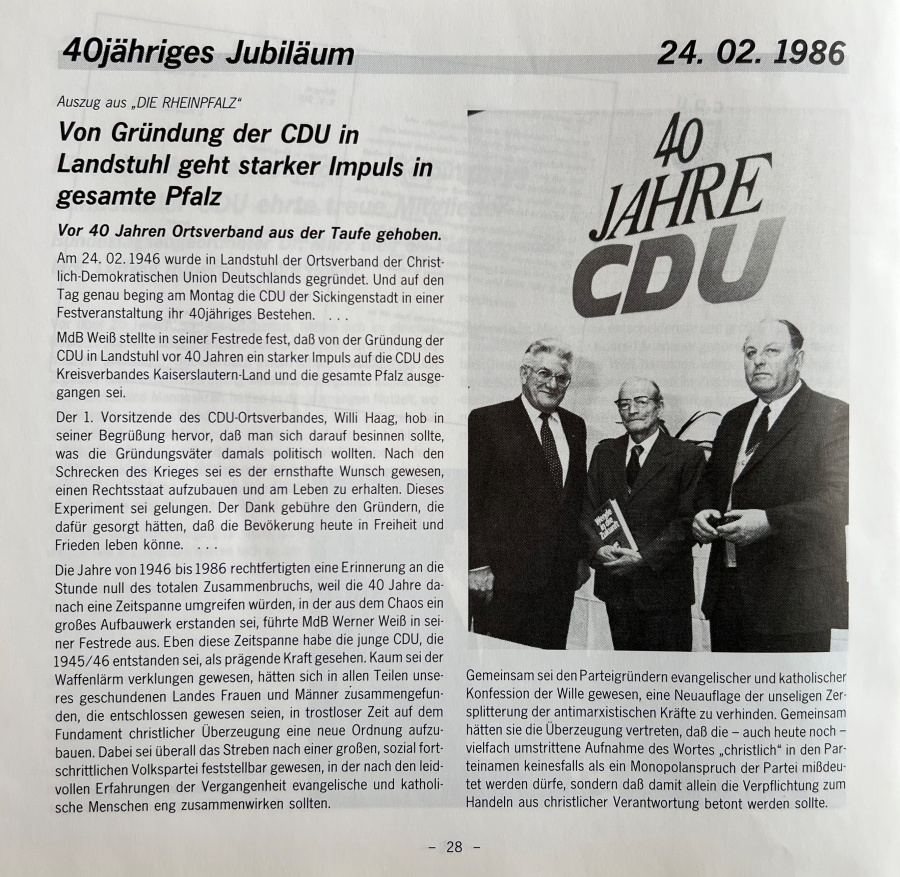 40jähriges Jubiläum
24. 02. 1986
Auszug aus „DIE RHEINPFALZ“
Von Gründung der CDU in
Landstuhl geht starker Impuls in
gesamte Pfalz
Vor 40 Jahren Ortsverband aus der Taufe gehoben.
Am 24. 02. 1946 wurde in Landstuhl der Ortsverband der Christ-
lich-Demokratischen Union Deutschlands gegründet. Und auf den
Tag genau beging am Montag die CDU der Sickingenstadt in einer
Festveranstaltung ihr 40jähriges Bestehen. . . .
MdB Weiß stellte in seiner Festrede fest, daß von der Gründung der
CDU in Landstuhl vor 40 Jahren ein starker Impuls auf die CDU des
Kreisverbandes Kaiserslautern-Land und die gesamte Pfalz ausge-
gangen sei.
Der 1. Vorsitzende des CDU-Ortsverbandes, Willi Haag, hob in
seiner Begrüßung hervor, daß man sich darauf besinnen sollte,
was die Gründungsväter damals politisch wollten. Nach den
Schrecken des Krieges sei es der ernsthafte Wunsch gewesen,
einen Rechtsstaat aufzubauen und am Leben zu erhalten. Dieses
Experiment sei gelungen. Der Dank gebühre den Gründern, die
dafür gesorgt hätten, daß die Bevökerung heute in Freiheit und
Frieden leben könne. . . .
Die Jahre von 1946 bis 1986 rechtfertigten eine Erinnerung an die
Stunde null des totalen Zusammenbruchs, weil die 40 Jahre da-
nach eine Zeitspanne umgreifen würden, in der aus dem Chaos ein
großes Aufbauwerk erstanden sei, führte MdB Werner Weiß in sei-
ner Festrede aus. Eben diese Zeitspanne habe die junge CDU, die
1945/46 entstanden sei, als prägende Kraft gesehen. Kaum sei der
Waffenlärm verklungen gewesen, hätten sich in allen Teilen unse-
res geschundenen Landes Frauen und Männer zusammengefun-
den, die entschlossen gewesen seien, in trostloser Zeit auf dem
Fundament christlicher Überzeugung eine neue Ordnung aufzu-
bauen. Dabei sei überall das Streben nach einer großen, sozial fort-
schrittlichen Volkspartei feststellbar gewesen, in der nach den leid-
vollen Erfahrungen der Vergangenheit evangelische und katholi-
sche Menschen eng zusammenwirken sollten.
40
JAHRE
CDU
Gemeinsam sei den Parteigründern evangelischer und katholischer
Konfession der Wille gewesen, eine Neuauflage der unseligen Zer-
splitterung der antimarxistischen Kräfte zu verhinden. Gemeinsam
hätten sie die Überzeugung vertreten, daß die – auch heute noch –
vielfach umstrittene Aufnahme des Wortes „christlich“ in den Par-
teinamen keinesfalls als ein Monopolanspruch der Partei mißdeu-
tet werden dürfe, sondern daß damit allein die Verpflichtung zum
Handeln aus christlicher Verantwortung betont werden sollte.
– 28 –